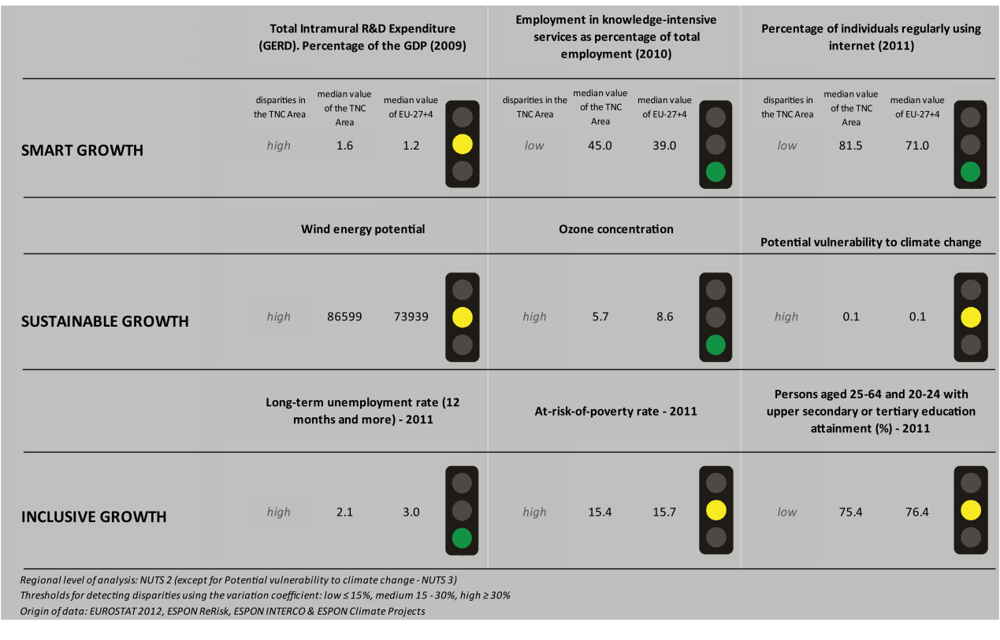 Total Intramural R&D Expenditure
(GERD). Percentage of the GDP (2009)
Employment in knowledge-intensive
services as percentage of total
employment (2010)
Percentage of individuals regularly using
internet (2011)
SMART GROWTH
disparities in
the TNC Area
high
median value
of the TNC
Area
1.6
median value
of EU-27+4
1.2
disparities in the
TNC Area
low
median value
of the TNC
Area
45.0
median value
of EU-27+4
39.0
disparities in
the TNC Area
low
median value
of the TNC
Area
81.5
median value
of EU-27+4
71.0
Wind energy potential
Ozone concentration
Potential vulnerability to climate change
SUSTAINABLE GROWTH
high
86599
73939
high
5.7
8.6
high
0.1
0.1
Long-term unemployment rate (12
months and more) - 2011
At-risk-of-poverty rate - 2011
Persons aged 25-64 and 20-24 with
upper secondary or tertiary education
attainment (%) - 2011
INCLUSIVE GROWTH
high
2.1
3.0
high
15.4
15.7
low
75.4
76.4
Regional level of analysis: NUTS 2 (except for Potential vulnerability to climate change - NUTS 3)
Thresholds for detecting disparities using the variation coefficient: low ≤ 15%, medium 15 - 30%, high ≥ 30%
Origin of data: EUROSTAT 2012, ESPON ReRisk, ESPON INTERCO & ESPON Climate Projects